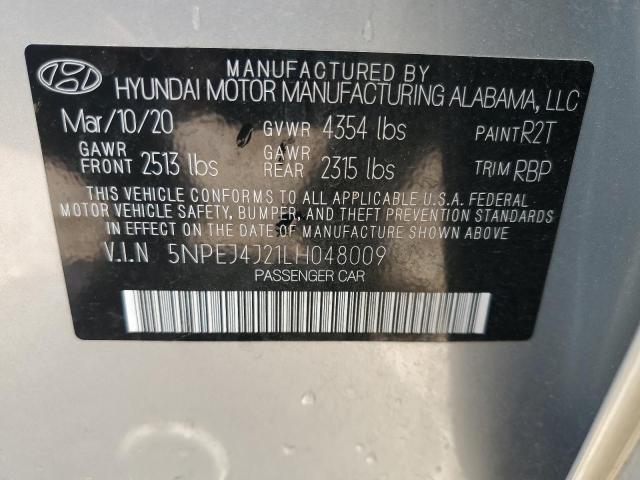 MANUFACTURED BY
HYUNDAI MOTOR MANUFACTURING ALABAMA, LLC
Mar/10/20 GVWR 4354 lbs PAINT R2T
GAWR FRONT 2513 lbs GAWR REAR 2315 lbs TRIM RBP
THIS VEHICLE CONFORMS TO ALL APPLICABLE U.S.A. FEDERAL
MOTOR VEHICLE SAFETY, BUMPER, AND THEFT PREVENTION
STANDARDS IN EFFECT ON THE DATE OF MANUFACTURE SHOWN ABOVE
V.I.N 5NPEJ4J21LH048009
PASSENGER CAR